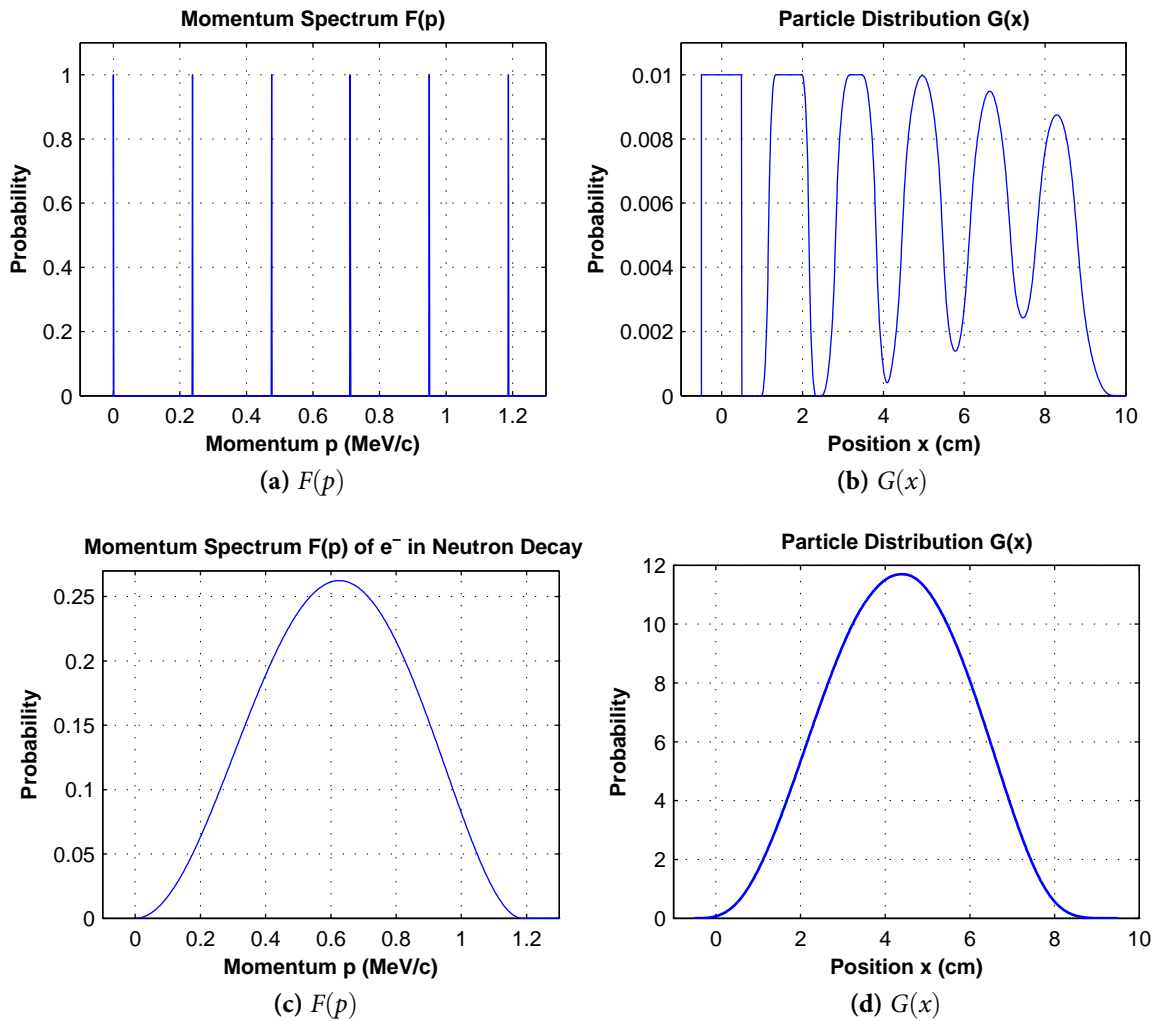 Momentum Spectrum F(p)
Probability
1
0.8
0.6
0.4
0.2
0
0 0.2 0.4 0.6 0.8 1 1.2
Momentum p (MeV/c)
(a) F(p)
Particle Distribution G(x)
Probability
0.01
0.008
0.006
0.004
0.002
0
0 2 4 6 8 10
Position x (cm)
(b) G(x)
Momentum Spectrum F(p) of e⁻ in Neutron Decay
Probability
0.25
0.2
0.15
0.1
0.05
0
0 0.2 0.4 0.6 0.8 1 1.2
Momentum p (MeV/c)
(c) F(p)
Particle Distribution G(x)
Probability
12
10
8
6
4
2
0
0 2 4 6 8 10
Position x (cm)
(d) G(x)